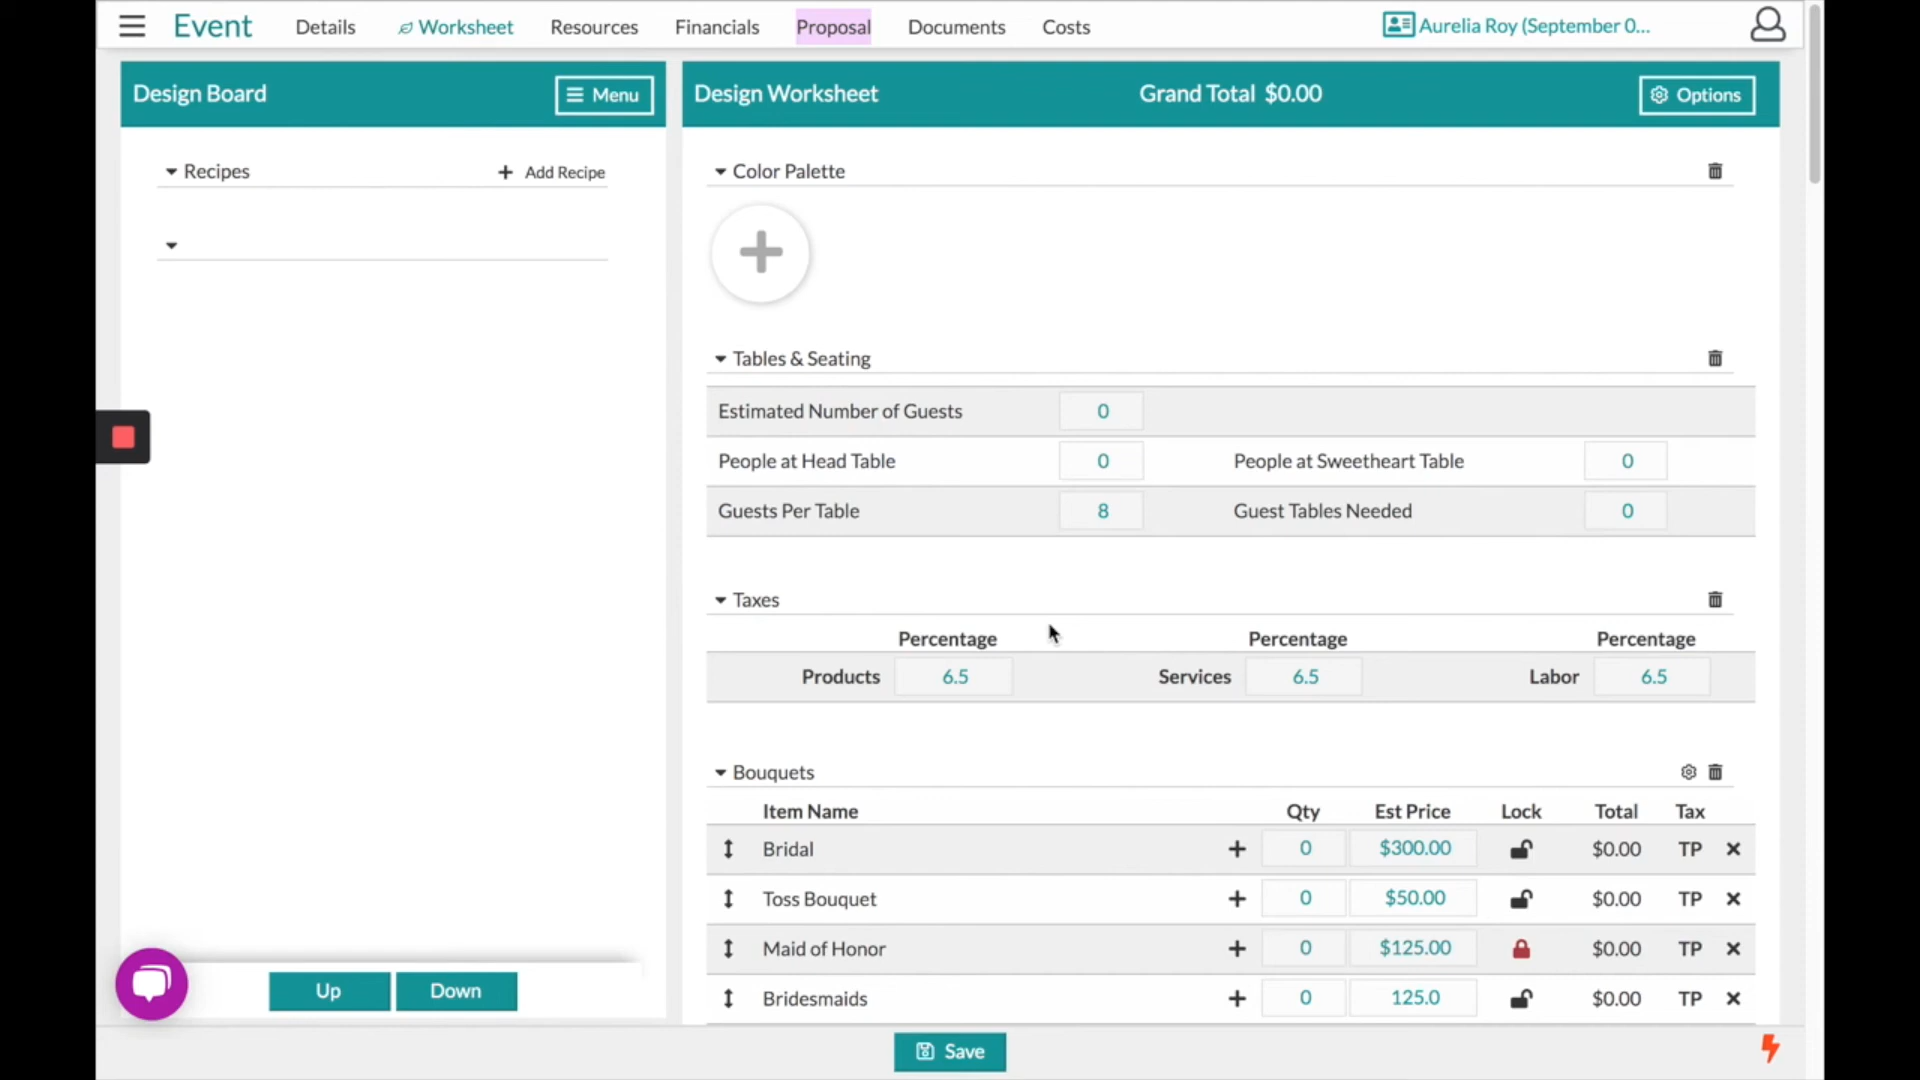 Event Details Worksheet Resources Financials Proposal Documents Costs Aurelia Roy (September 0...
Design Board Menu
Design Worksheet Grand Total $0.00 Options
Recipes + Add Recipe
Color Palette
Tables & Seating
Estimated Number of Guests 0
People at Head Table 0 People at Sweetheart Table 0
Guests Per Table 8 Guest Tables Needed 0
Taxes
Percentage Percentage Percentage
Products 6.5 Services 6.5 Labor 6.5
Bouquets
Item Name Qty Est Price Lock Total Tax
Bridal 0 $300.00 $0.00 TP
Toss Bouquet 0 $50.00 $0.00 TP
Maid of Honor 0 $125.00 $0.00 TP
Bridesmaids 0 125.0 $0.00 TP
Up Down
Save